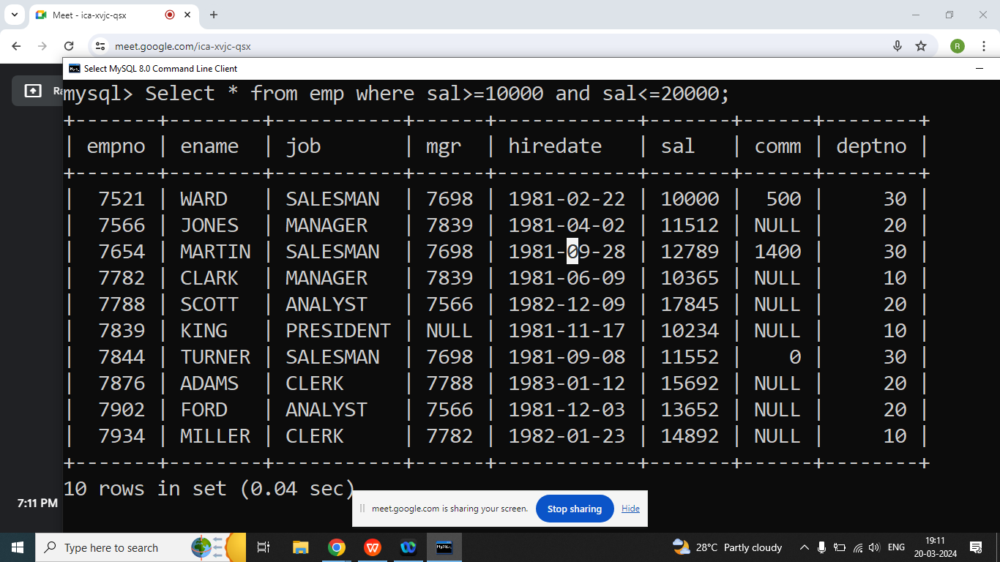 Meet - ica-xvjc-qsx
meet.google.com/ica-xvjc-qsx
R
Select MySQL 8.0 Command Line Client
mysql> Select * from emp where sal>=10000 and sal<=20000;
+-------+--------+-----------+------+------------+-------+------+--------+
| empno | ename  | job       | mgr  | hiredate   | sal   | comm | deptno |
+-------+--------+-----------+------+------------+-------+------+--------+
|  7521 | WARD   | SALESMAN  | 7698 | 1981-02-22 | 10000 |  500 |     30 |
|  7566 | JONES  | MANAGER   | 7839 | 1981-04-02 | 11512 | NULL |     20 |
|  7654 | MARTIN | SALESMAN  | 7698 | 1981-09-28 | 12789 | 1400 |     30 |
|  7782 | CLARK  | MANAGER   | 7839 | 1981-06-09 | 10365 | NULL |     10 |
|  7788 | SCOTT  | ANALYST   | 7566 | 1982-12-09 | 17845 | NULL |     20 |
|  7839 | KING   | PRESIDENT | NULL | 1981-11-17 | 10234 | NULL |     10 |
|  7844 | TURNER | SALESMAN  | 7698 | 1981-09-08 | 11552 |    0 |     30 |
|  7876 | ADAMS  | CLERK     | 7788 | 1983-01-12 | 15692 | NULL |     20 |
|  7902 | FORD   | ANALYST   | 7566 | 1981-12-03 | 13652 | NULL |     20 |
|  7934 | MILLER | CLERK     | 7782 | 1982-01-23 | 14892 | NULL |     10 |
+-------+--------+-----------+------+------------+-------+------+--------+
10 rows in set (0.04 sec)
7:11 PM
meet.google.com is sharing your screen.
Stop sharing
Hide
Type here to search
28°C Partly cloudy
ENG
19:11
20-03-2024